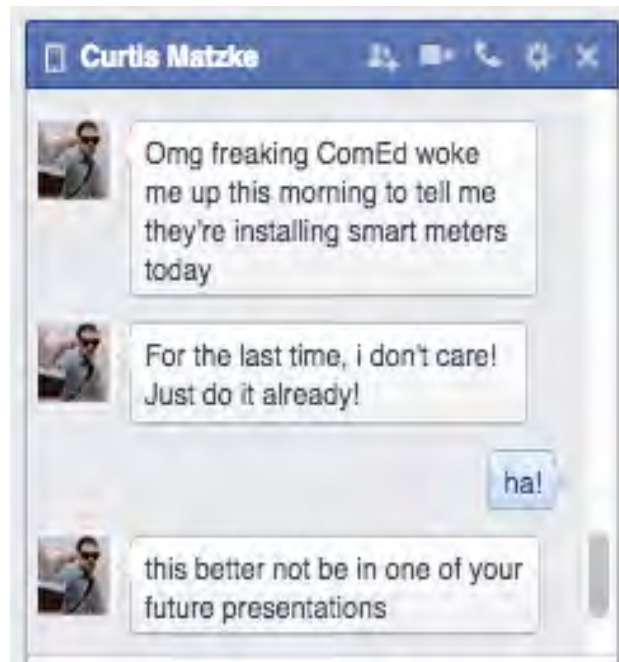 Curtis Matzke
Omg freaking ComEd woke
me up this morning to tell me
they're installing smart meters
today
For the last time, i don't care!
Just do it already!
ha!
this better not be in one of your
future presentations